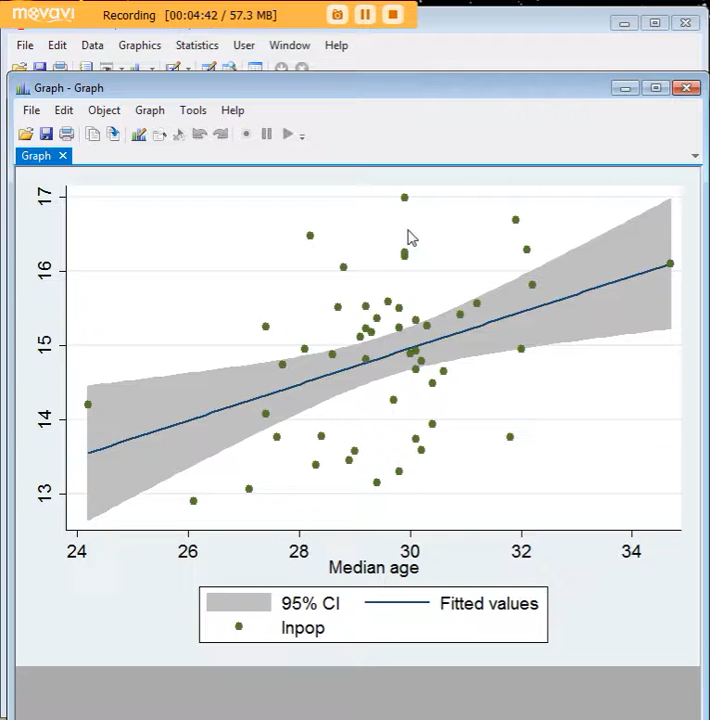 movavi Recording [00:04:42 / 57.3 MB]
File Edit Data Graphics Statistics User Window Help
Graph - Graph
File Edit Object Graph Tools Help
Graph
17
16
15
14
13
24 26 28 30 32 34
Median age
95% CI Fitted values
lnpop